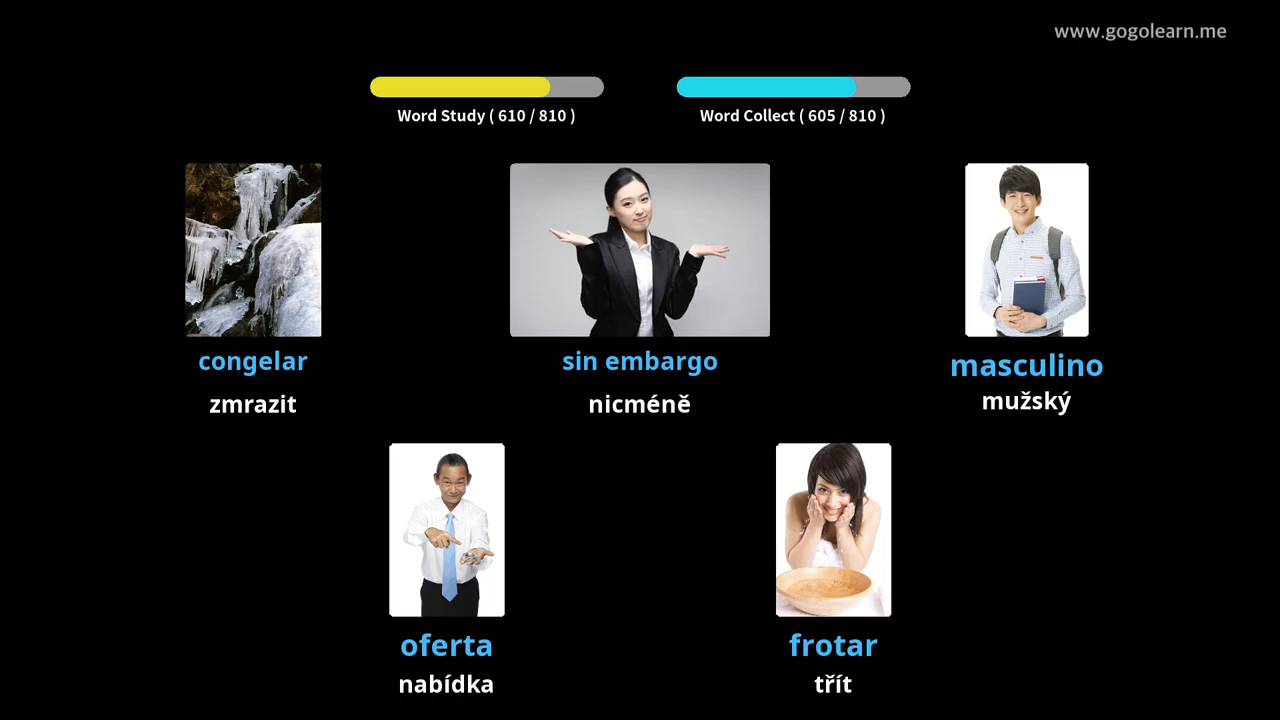 www.gogolearn.me
Word Study ( 610 / 810 )
Word Collect ( 605 / 810 )
congelar
zmrazit
sin embargo
nicméně
masculino
mužský
oferta
nabídka
frotar
třít